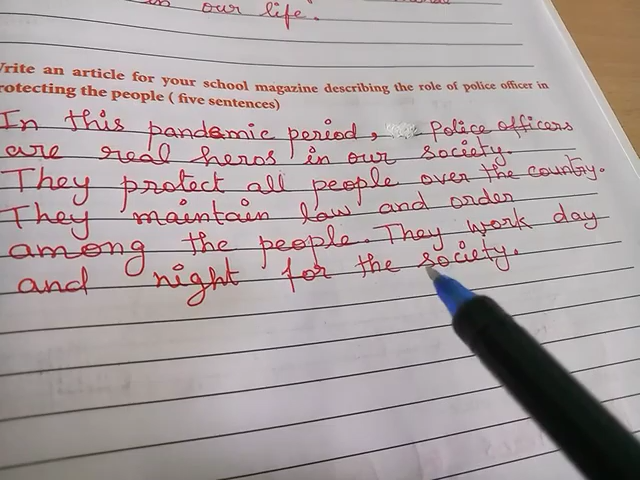 in our life.
Write an article for your school magazine describing the role of police officer in
rotecting the people ( five sentences)
In this pandemic period, Police officers
are real heros in our society.
They protect all people over the country.
They maintain law and order
among the people. They work day
and night for the society.